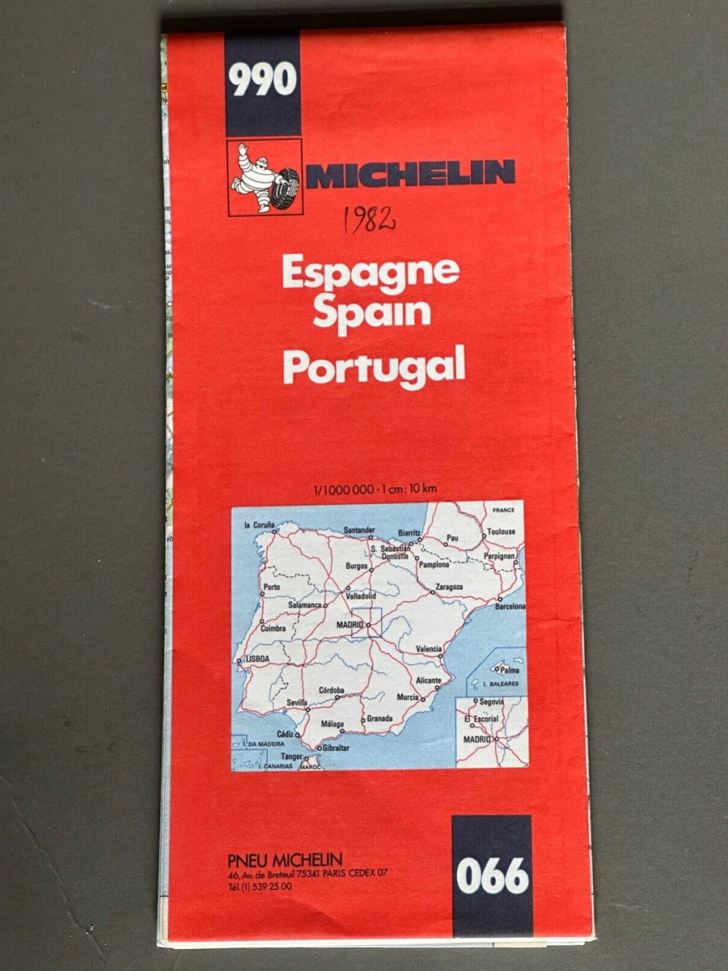 990
MICHELIN
1982
Espagne
Spain
Portugal
1/1 000 000 - 1 cm : 10 km
FRANCE
la Coruña
Santander
Biarritz
Pau
Toulouse
S. Sebastián
Donostia
Perpignan
Burgos
Pamplona
Porto
Valladolid
Zaragoza
Salamanca
Barcelona
Coimbra
MADRID
Valencia
LISBOA
Palma
Alicante
I. BALEARES
Córdoba
Murcia
Sevilla
Segovia
Málaga
Granada
El Escorial
Cádiz
MADRID
I. DA MADEIRA
Gibraltar
Tanger
I. CANARIAS
MAROC
PNEU MICHELIN
46, Av. de Breteuil 75341 PARIS CEDEX 07
Tél. (1) 539 25 00
066